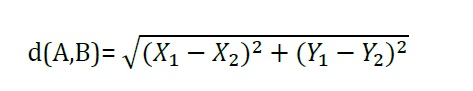 d(A,B)= √(X₁ − X₂)² + (Y₁ − Y₂)²